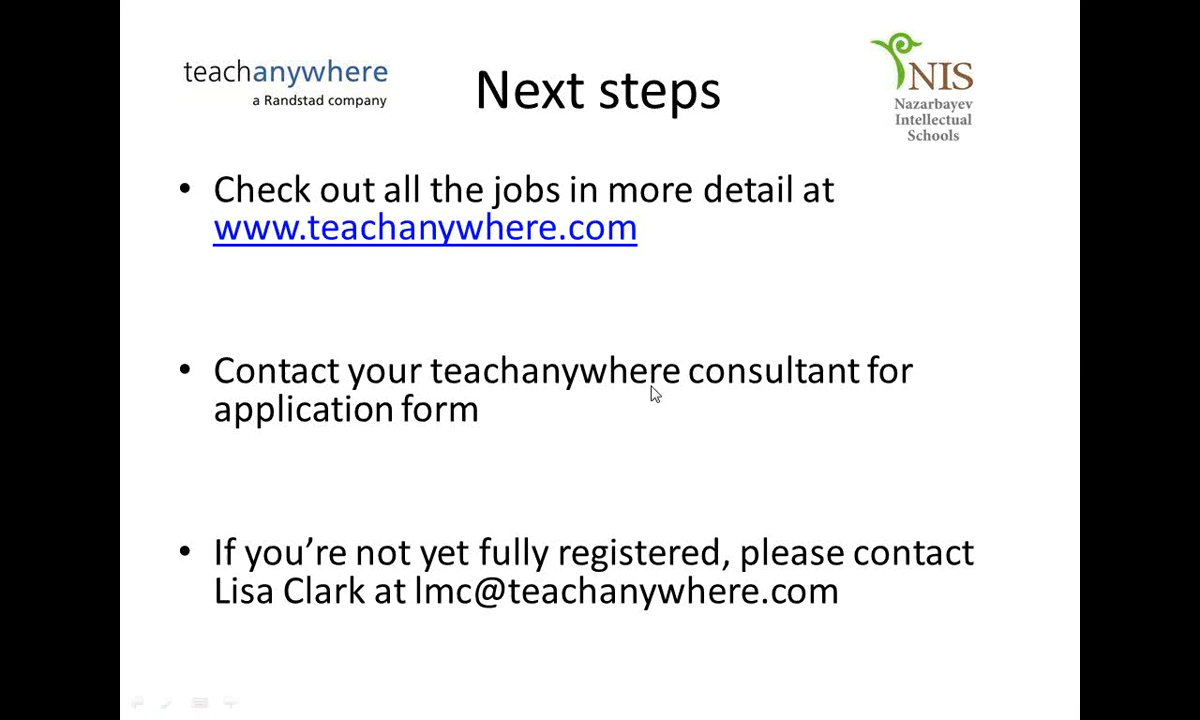 teachanywhere
a Randstad company
Next steps
NIS
Nazarbayev
Intellectual
Schools
• Check out all the jobs in more detail at
www.teachanywhere.com
• Contact your teachanywhere consultant for
application form
• If you’re not yet fully registered, please contact
Lisa Clark at lmc@teachanywhere.com